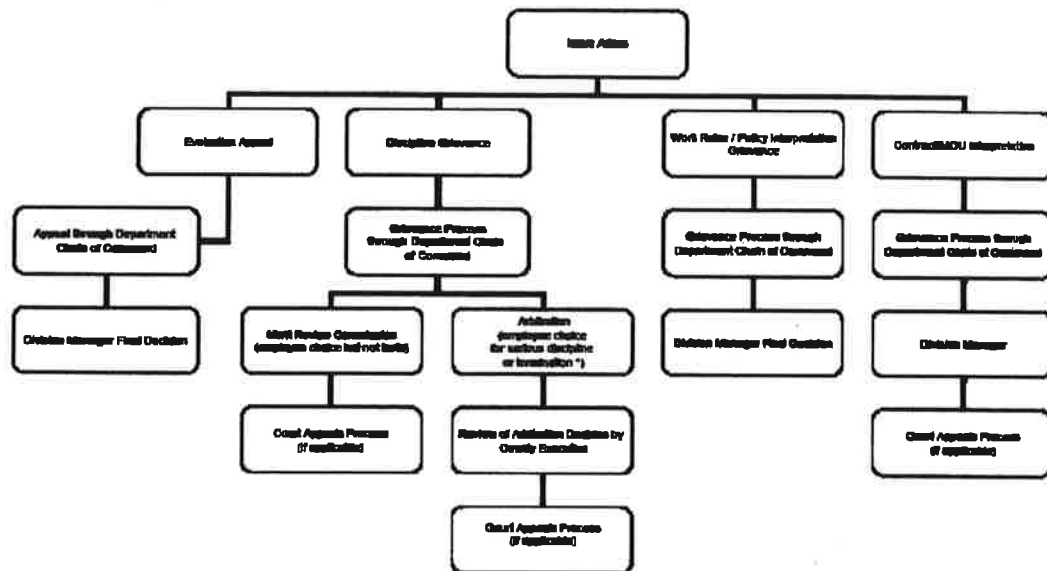 Issue Arises
Evaluation Appeal
Discipline Grievance
Work Rules / Policy Interpretation
Grievance
Contract/MOU Interpretation
Appeal through Department
Chain of Command
Grievance Process
through Department Chain
of Command
Grievance Process through
Department Chain of Command
Grievance Process through
Department Chain of Command
Division Manager Final Decision
Merit Review Commission
(employee choice but not both)
Arbitration
(employee choice
for serious discipline
or termination *)
Division Manager Final Decision
Division Manager
Court Appeals Process
(if applicable)
Review of Arbitration Decision by
County Executive
Court Appeals Process
(if applicable)
Court Appeals Process
(if applicable)